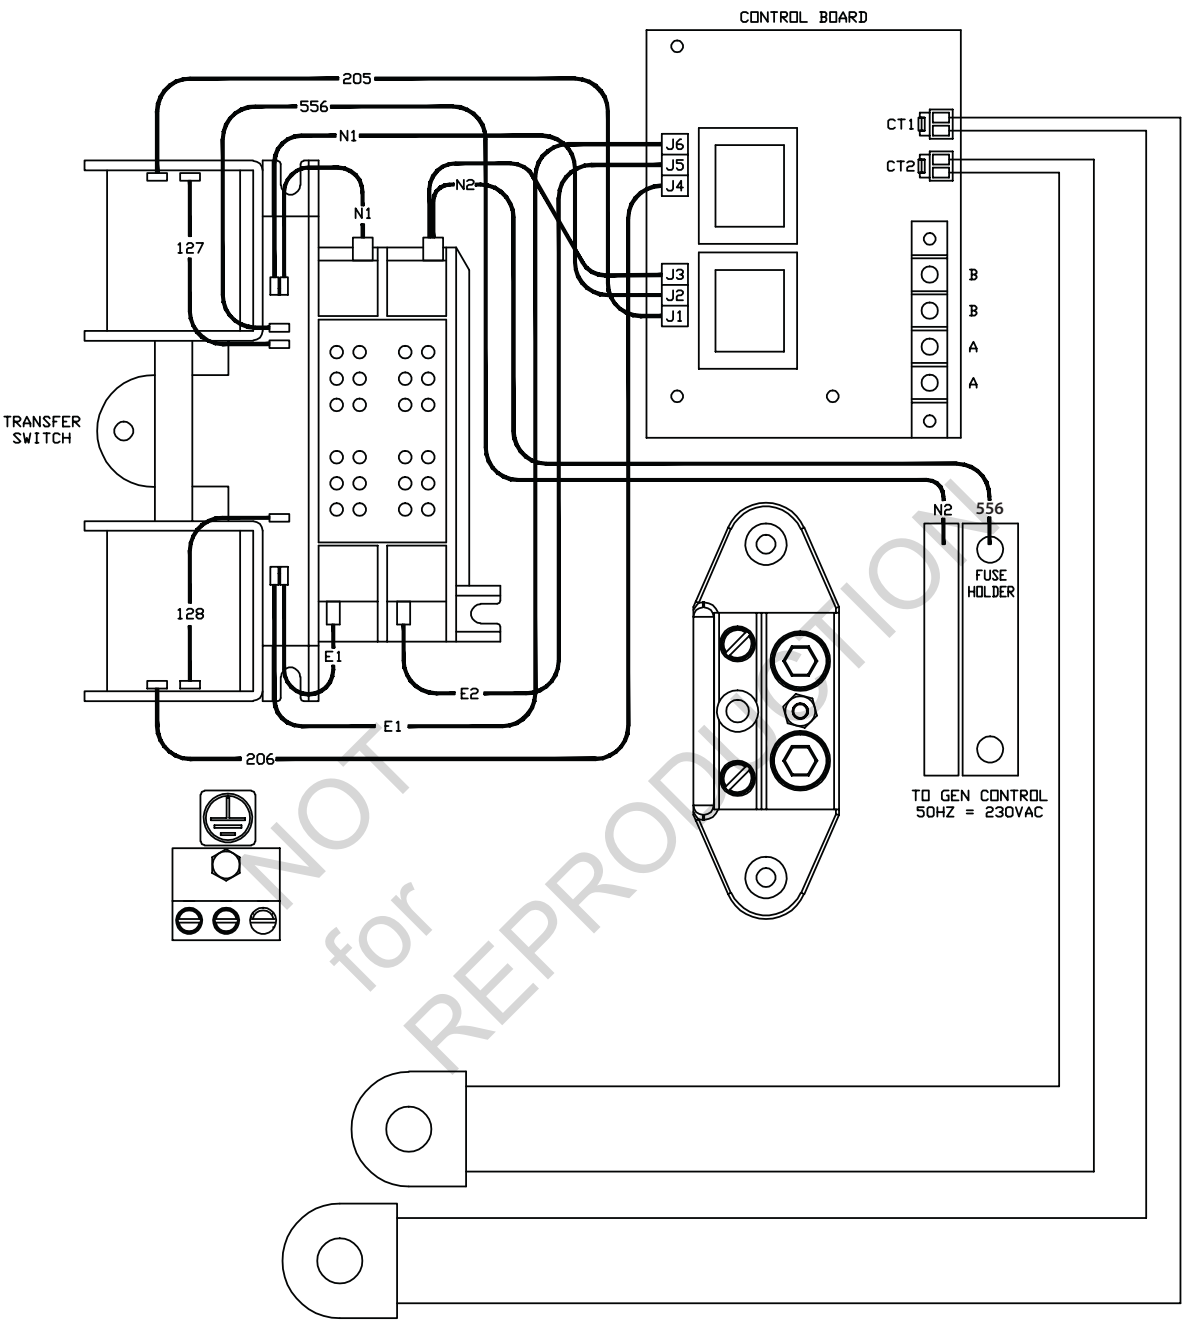 CONTROL BOARD
205
556
N1
CT1
J6
J5
CT2
J4
N2
N1
127
J3
B
J2
J1
B
A
A
TRANSFER
SWITCH
N2
556
FUSE
HOLDER
128
E1
E2
E1
206
TO GEN CONTROL
50HZ = 230VAC
NOT
for
REPRODUCTION